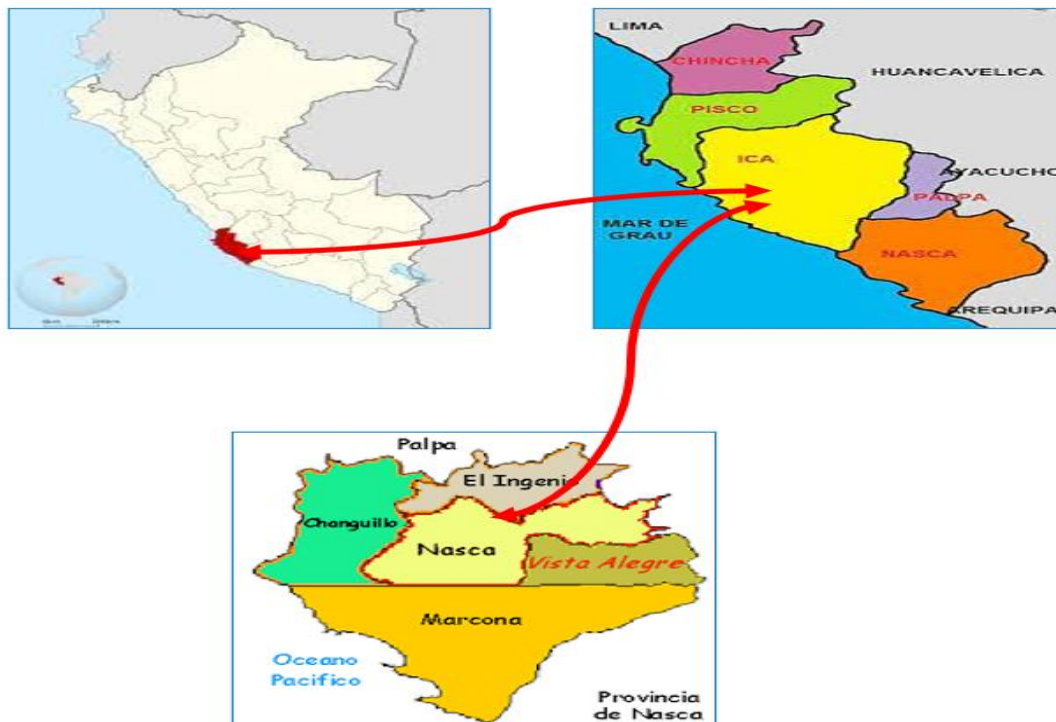 LIMA
CHINCHA
HUANCAVELICA
PISCO
ICA
AYACUCHO
PALPA
MAR DE
GRAU
NASCA
AREQUIPA
Palpa
El Ingenio
Changuillo
Nasca
Vista Alegre
Marcona
Oceano
Pacifico
Provincia
de Nasca